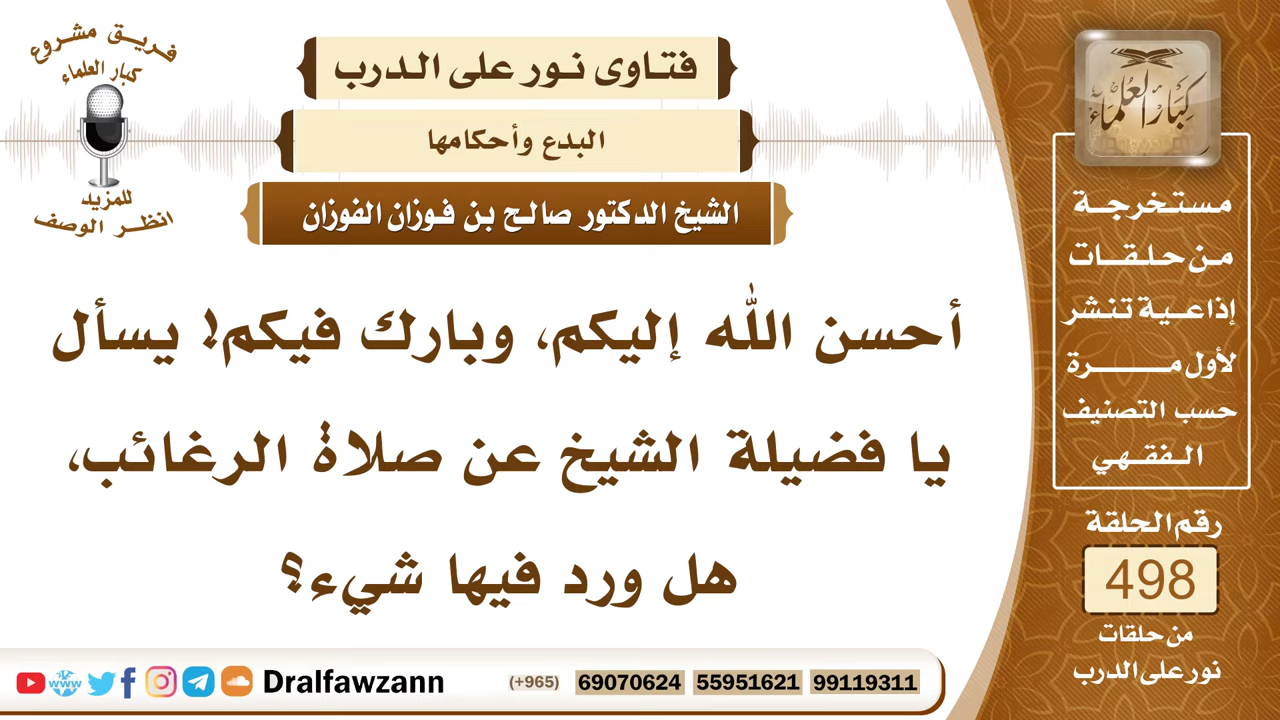 فريق مشروع
كبار العلماء
للمزيد
انظر الوصف
فتاوى نور على الدرب
البدع وأحكامها
الشيخ الدكتور صالح بن فوزان الفوزان
أحسن الله إليكم، وبارك فيكم! يسأل
يا فضيلة الشيخ عن صلاة الرغائب،
هل ورد فيها شيء؟
كبار العلماء
مستخرجة
من حلقات
إذاعية تنشر
لأول مرة
حسب التصنيف
الفقهي
رقم الحلقة
498
من حلقات
نور على الدرب
www Dralfawzann (+965) 69070624 55951621 99119311